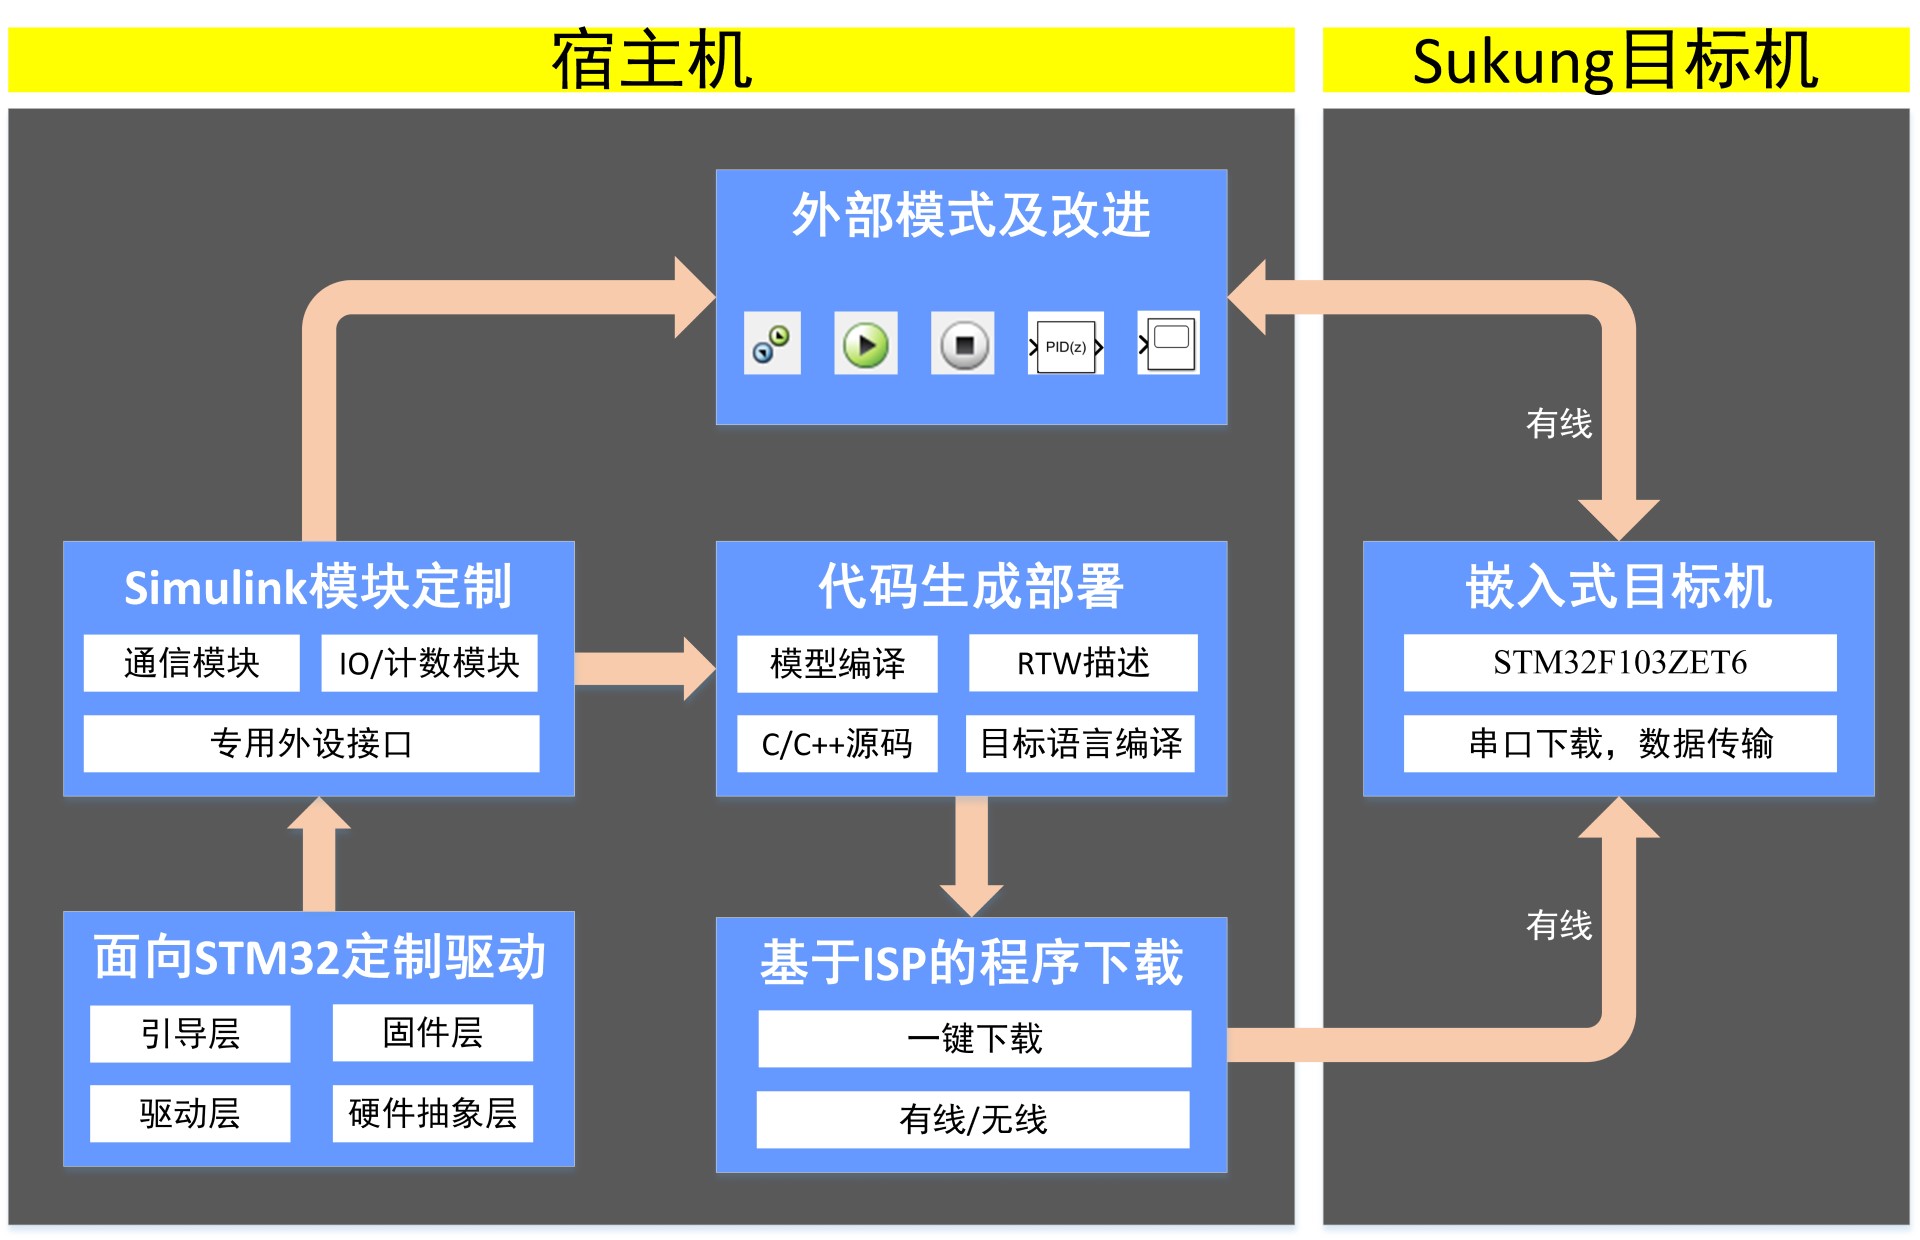 宿主机
Sukung目标机
外部模式及改进
PID(z)
有线
Simulink模块定制
通信模块
IO/计数模块
专用外设接口
代码生成部署
模型编译
RTW描述
C/C++源码
目标语言编译
嵌入式目标机
STM32F103ZET6
串口下载，数据传输
面向STM32定制驱动
引导层
固件层
驱动层
硬件抽象层
基于ISP的程序下载
一键下载
有线/无线
有线